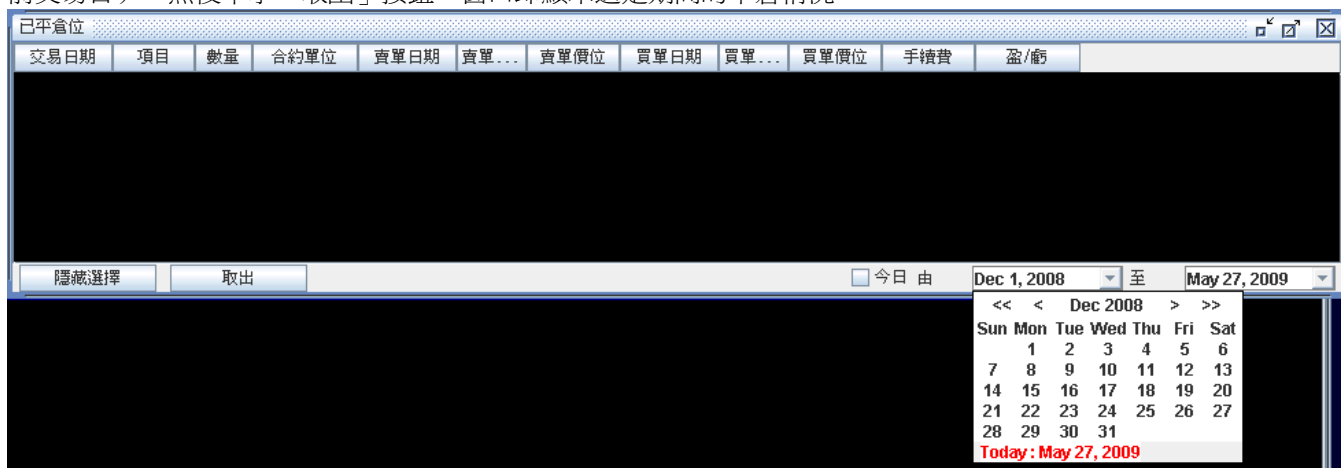 已平倉位
交易日期 項目 數量 合約單位 賣單日期 賣單... 賣單價位 買單日期 買單... 買單價位 手續費 盈/虧
隱藏選擇 取出 今日 由 Dec 1, 2008 至 May 27, 2009
<< < Dec 2008 > >>
Sun Mon Tue Wed Thu Fri Sat
1 2 3 4 5 6
7 8 9 10 11 12 13
14 15 16 17 18 19 20
21 22 23 24 25 26 27
28 29 30 31
Today : May 27, 2009